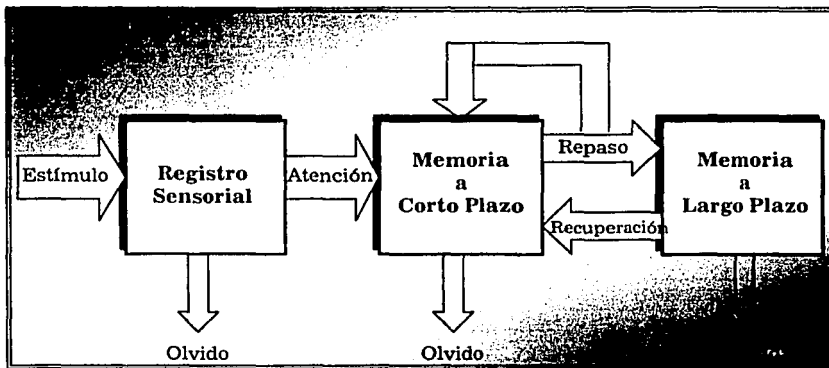 Estímulo
Registro
Sensorial
Atención
Memoria
a
Corto Plazo
Repaso
Recuperación
Memoria
a
Largo Plazo
Olvido
Olvido